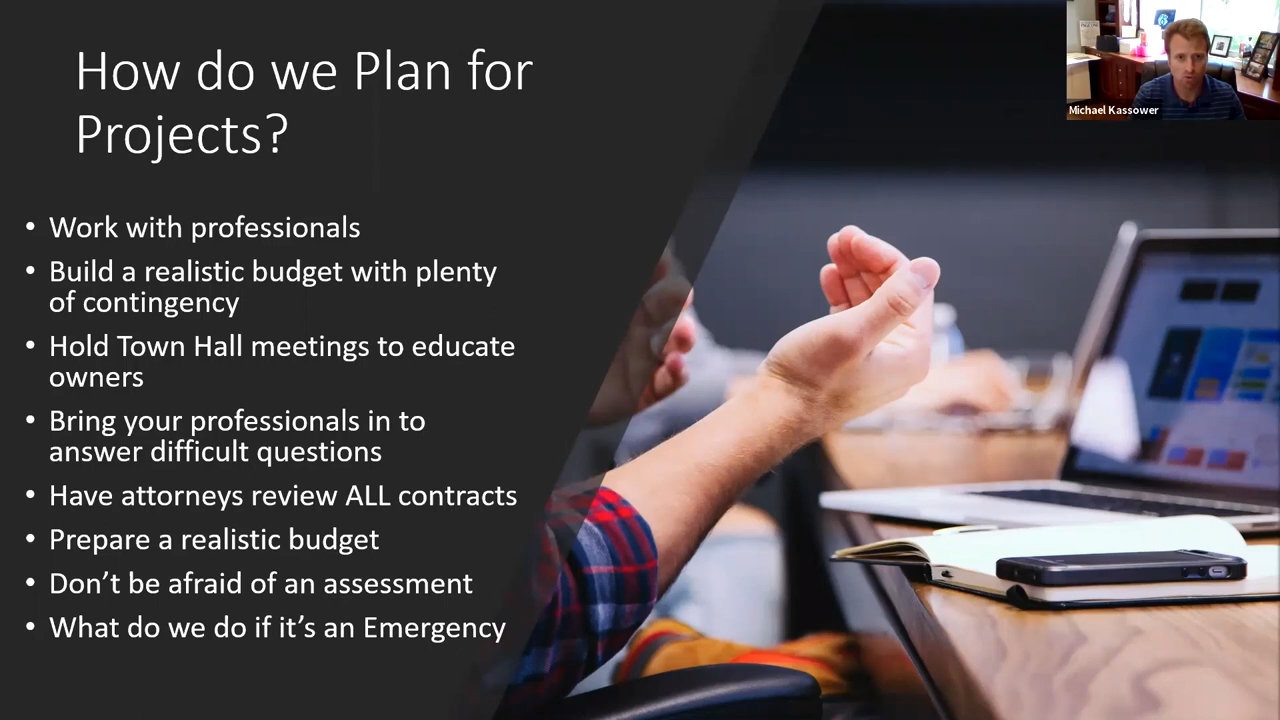 How do we Plan for
Projects?
Michael Kassower
• Work with professionals
• Build a realistic budget with plenty
of contingency
• Hold Town Hall meetings to educate
owners
• Bring your professionals in to
answer difficult questions
• Have attorneys review ALL contracts
• Prepare a realistic budget
• Don’t be afraid of an assessment
• What do we do if it’s an Emergency